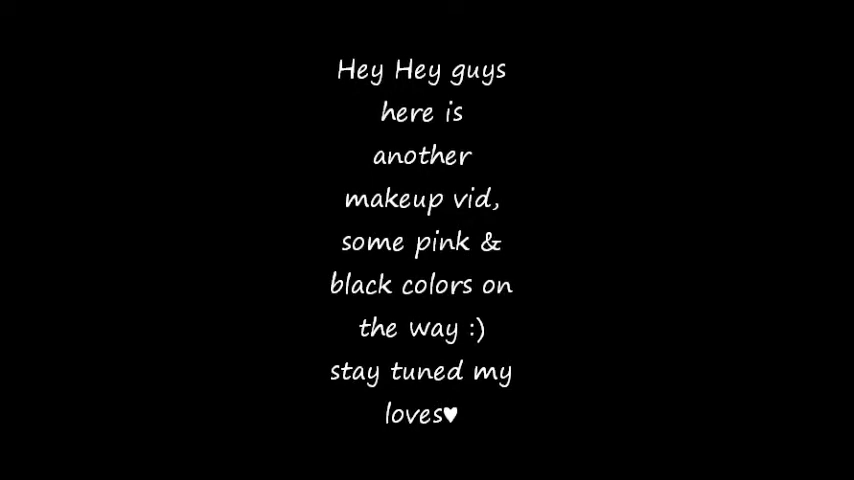 Hey Hey guys
here is
another
makeup vid,
some pink &
black colors on
the way :)
stay tuned my
loves♥